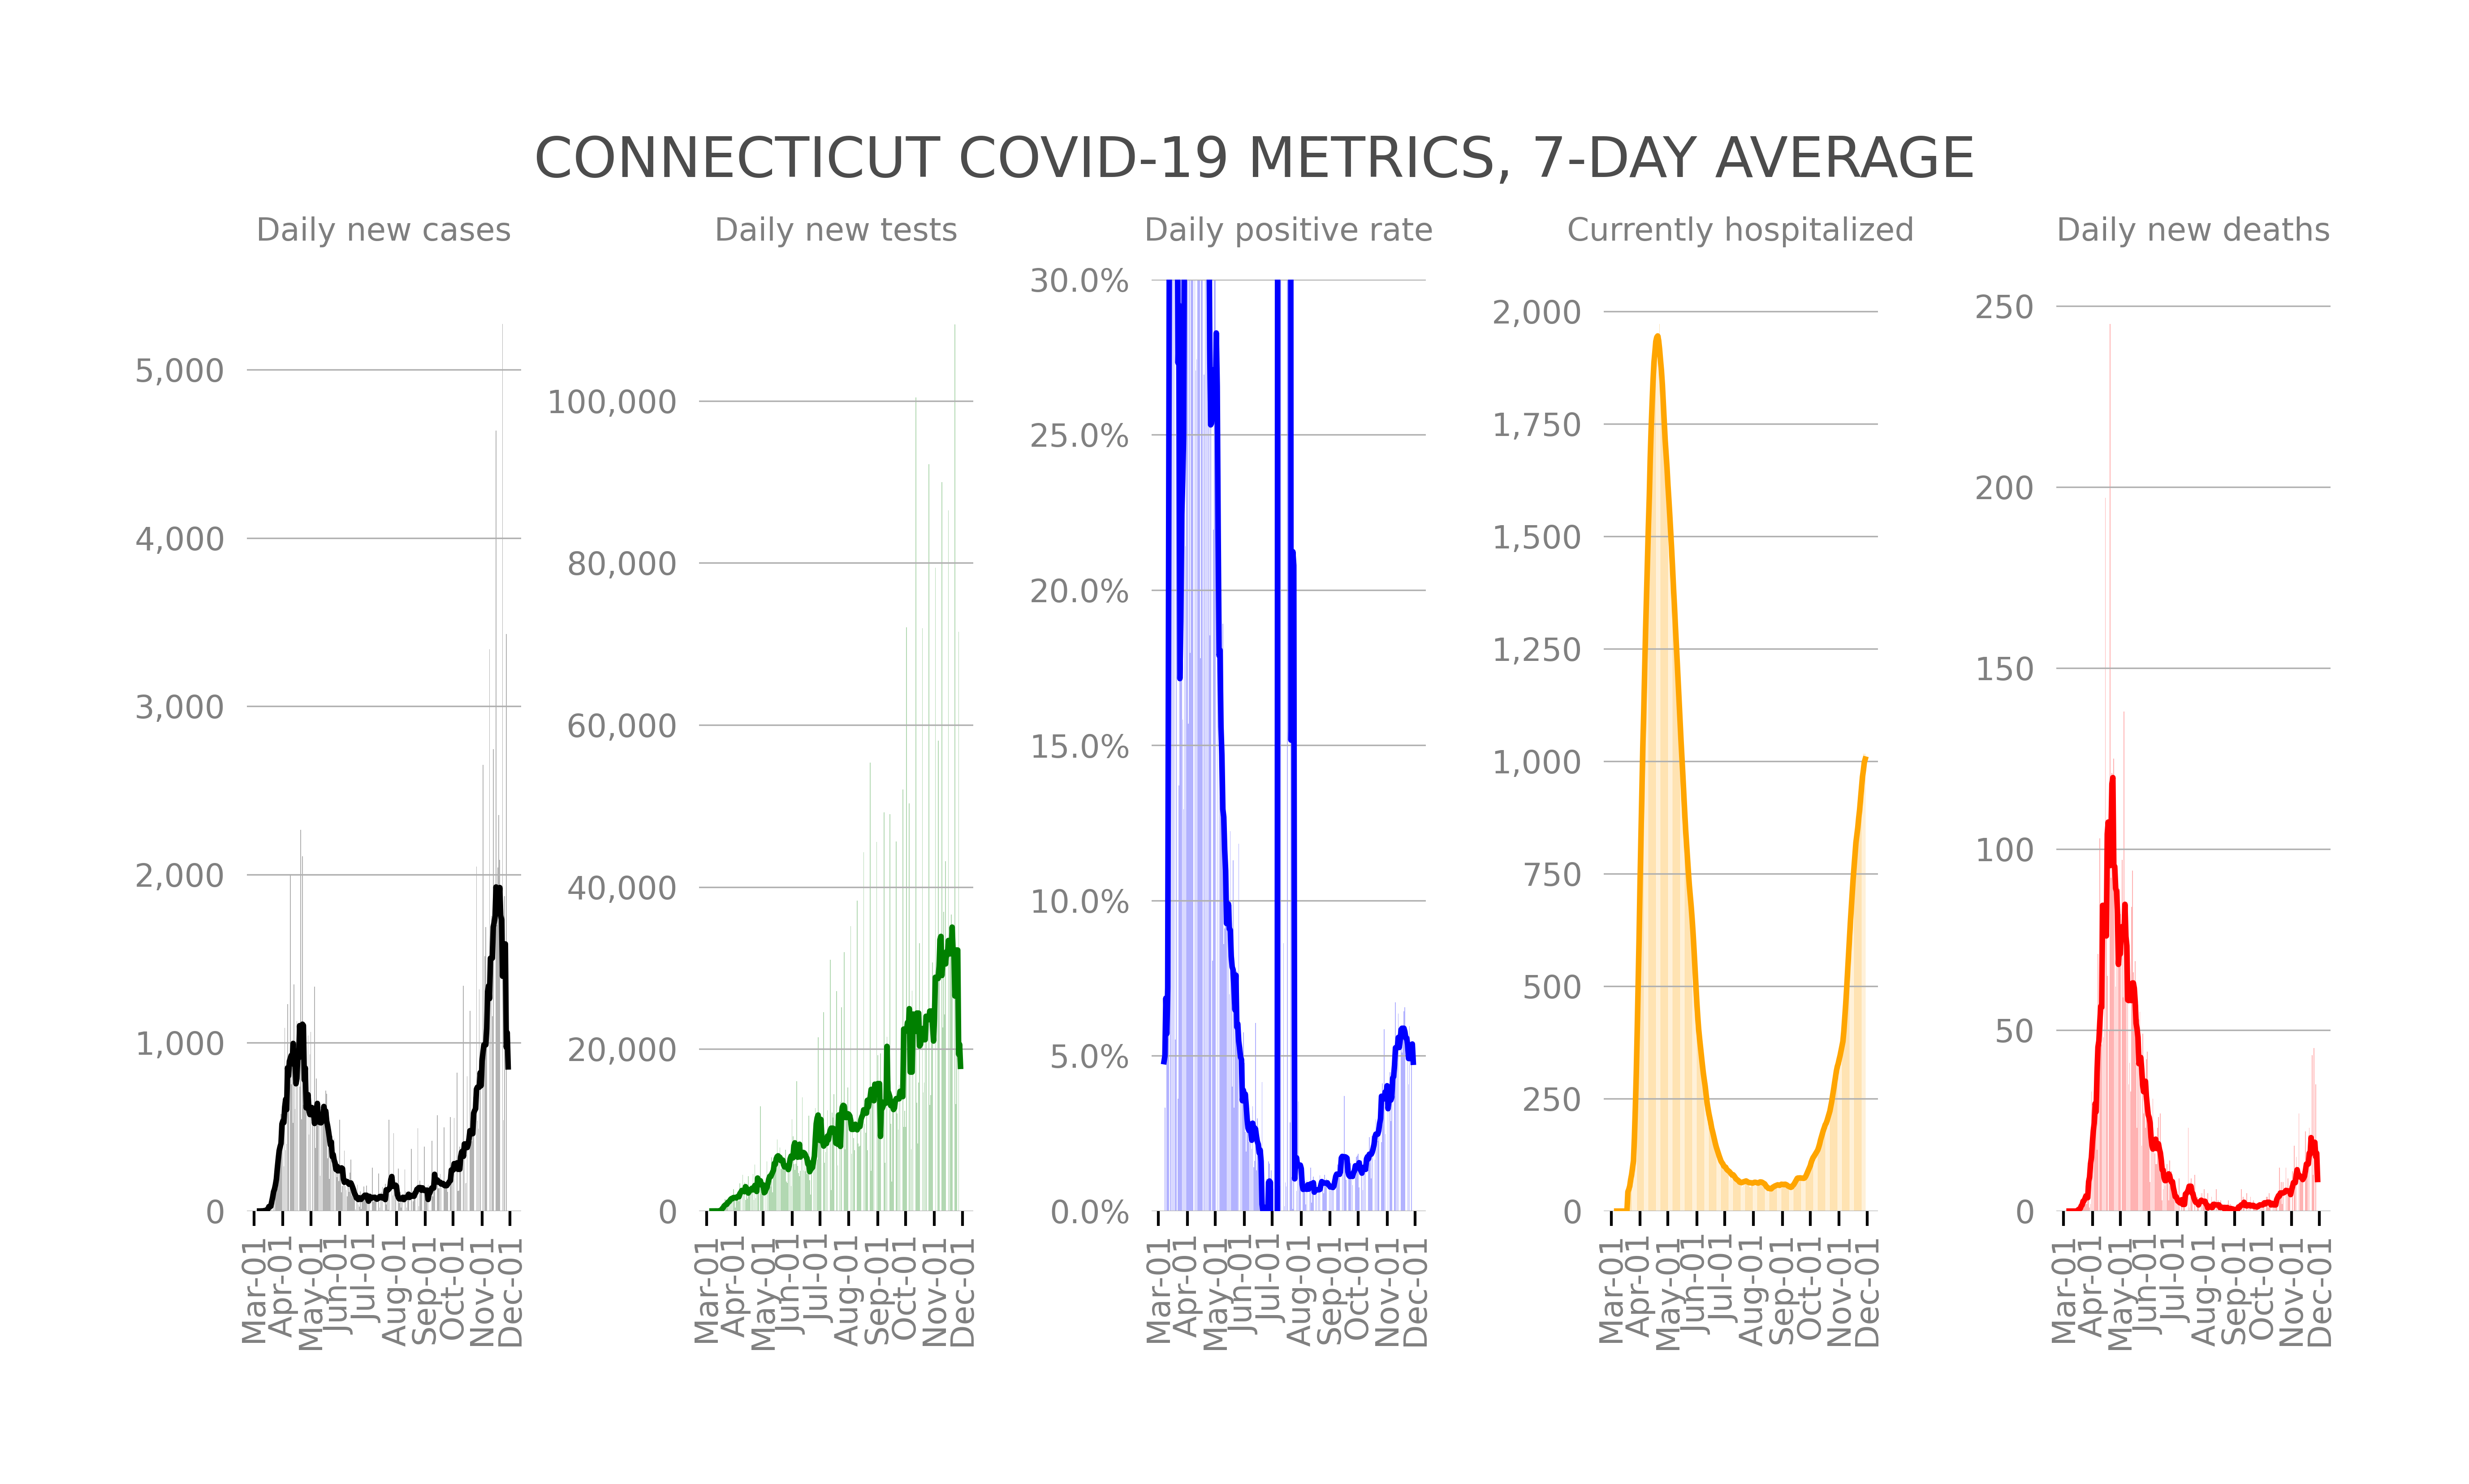 CONNECTICUT COVID-19 METRICS, 7-DAY AVERAGE
Daily new cases
5,000
4,000
3,000
2,000
1,000
0
Mar-01
Apr-01
May-01
Jun-01
Jul-01
Aug-01
Sep-01
Oct-01
Nov-01
Dec-01
Daily new tests
100,000
80,000
60,000
40,000
20,000
0
Mar-01
Apr-01
May-01
Jun-01
Jul-01
Aug-01
Sep-01
Oct-01
Nov-01
Dec-01
Daily positive rate
30.0%
25.0%
20.0%
15.0%
10.0%
5.0%
0.0%
Mar-01
Apr-01
May-01
Jun-01
Jul-01
Aug-01
Sep-01
Oct-01
Nov-01
Dec-01
Currently hospitalized
2,000
1,750
1,500
1,250
1,000
750
500
250
0
Mar-01
Apr-01
May-01
Jun-01
Jul-01
Aug-01
Sep-01
Oct-01
Nov-01
Dec-01
Daily new deaths
250
200
150
100
50
0
Mar-01
Apr-01
May-01
Jun-01
Jul-01
Aug-01
Sep-01
Oct-01
Nov-01
Dec-01